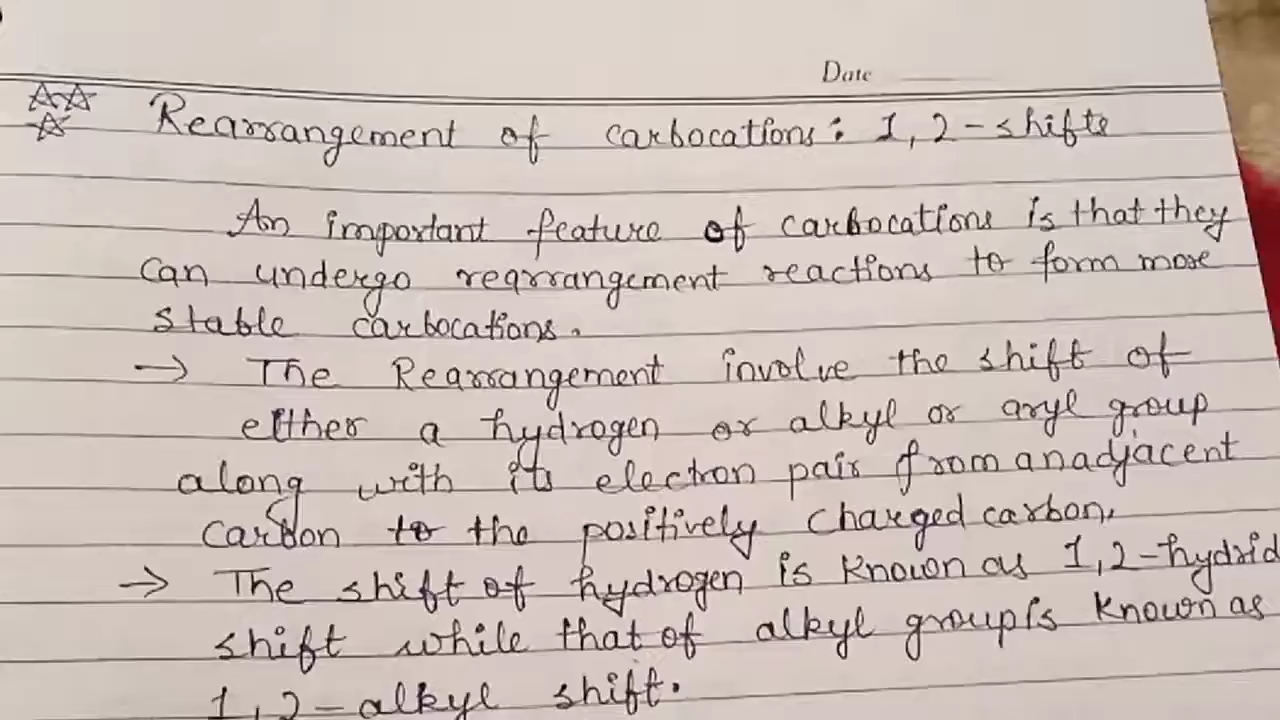 Date
Rearrangement of carbocations: 1,2-shifts
An important feature of carbocations is that they
can undergo rearrangement reactions to form more
stable carbocations.
→ The Rearrangement involve the shift of
either a hydrogen or alkyl or aryl group
along with its electron pair from an adjacent
carbon to the positively charged carbon.
→ The shift of hydrogen is known as 1,2-hydrid
shift while that of alkyl group is known as
1,2-alkyl shift.